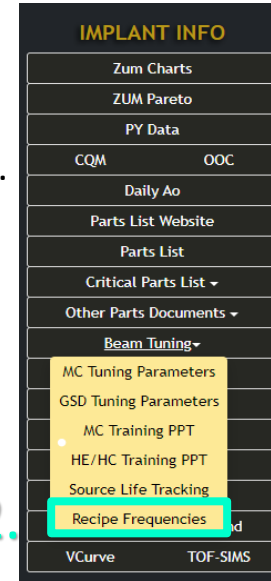 IMPLANT INFO
Zum Charts
ZUM Pareto
PY Data
CQM OOC
Daily Ao
Parts List Website
Parts List
Critical Parts List
Other Parts Documents
Beam Tuning
MC Tuning Parameters
GSD Tuning Parameters
MC Training PPT
HE/HC Training PPT
Source Life Tracking
Recipe Frequencies
VCurve TOF-SIMS